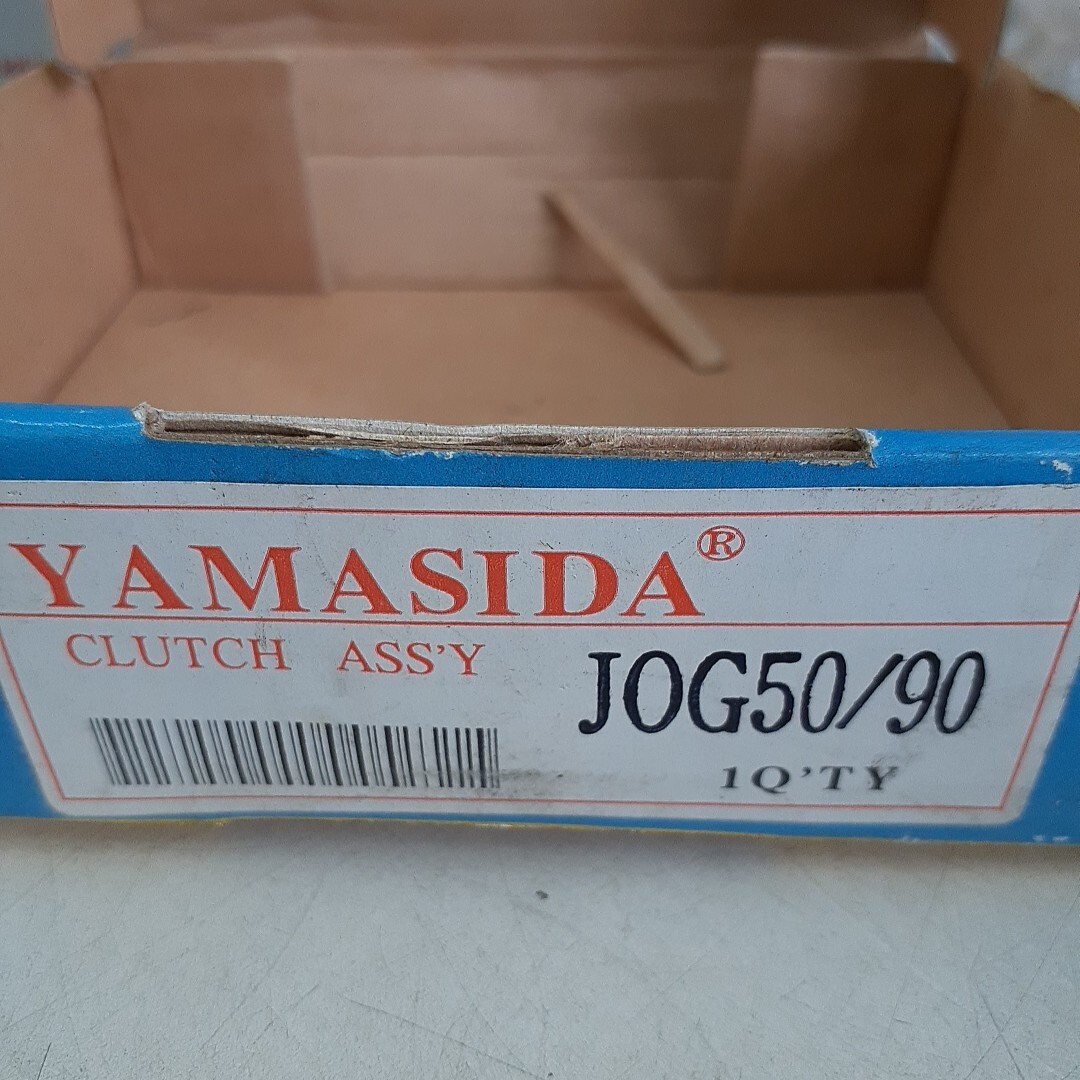 YAMASIDA®
CLUTCH ASS'Y
JOG50/90
1Q'TY